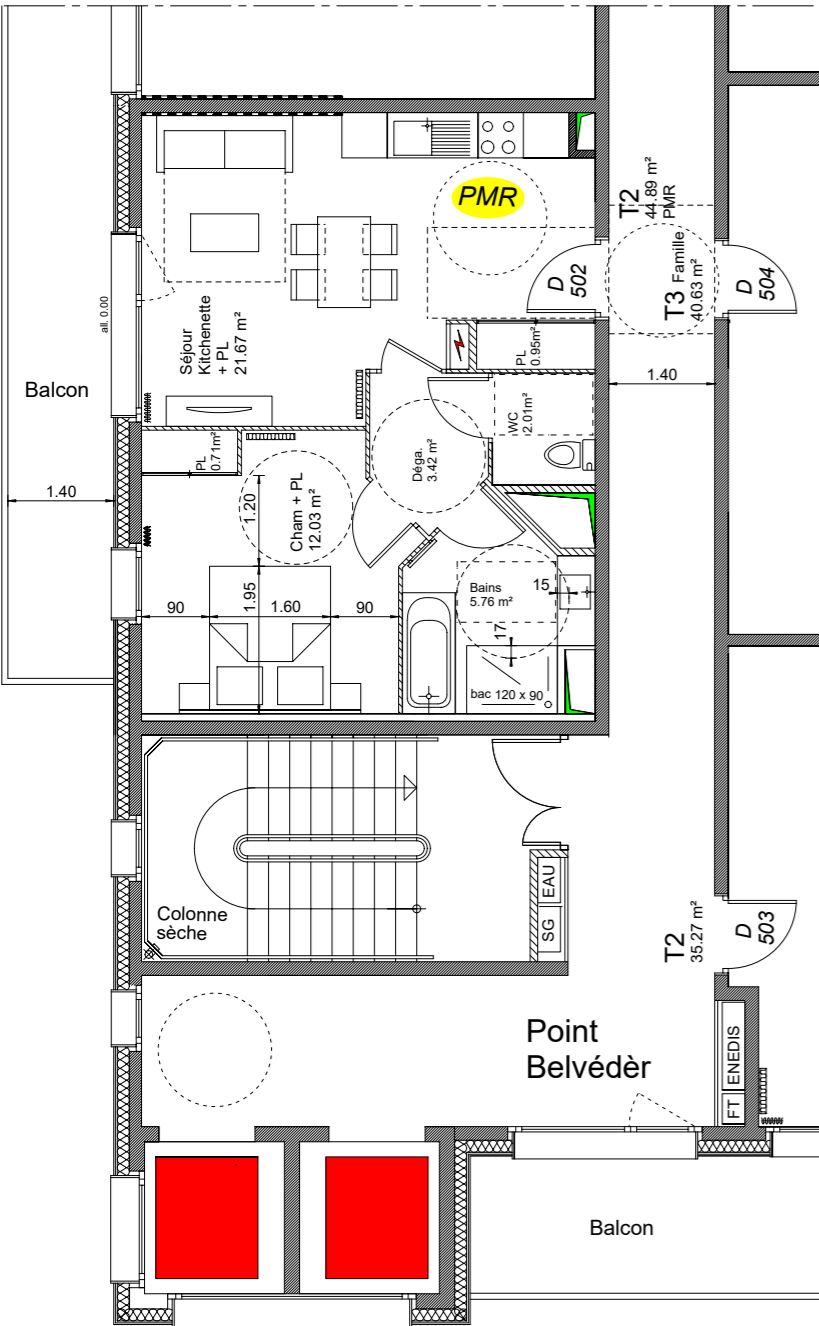 PMR
T2
44.89 m²
PMR
D
502
T3 Famille
40.63 m²
D
504
all. 0.00
Séjour
Kitchenette
+ PL
21.67 m²
PL
0.95m²
Balcon
1.40
WC
2.01m²
PL
0.71m²
Déga.
3.42 m²
1.40
1.20
Cham + PL
12.03 m²
90
1.95
1.60
90
Bains
5.76 m²
15
17
bac 120 x 90
Colonne
sèche
EAU
SG
T2
35.27 m²
D
503
Point
Belvédèr
ENEDIS
FT
Balcon